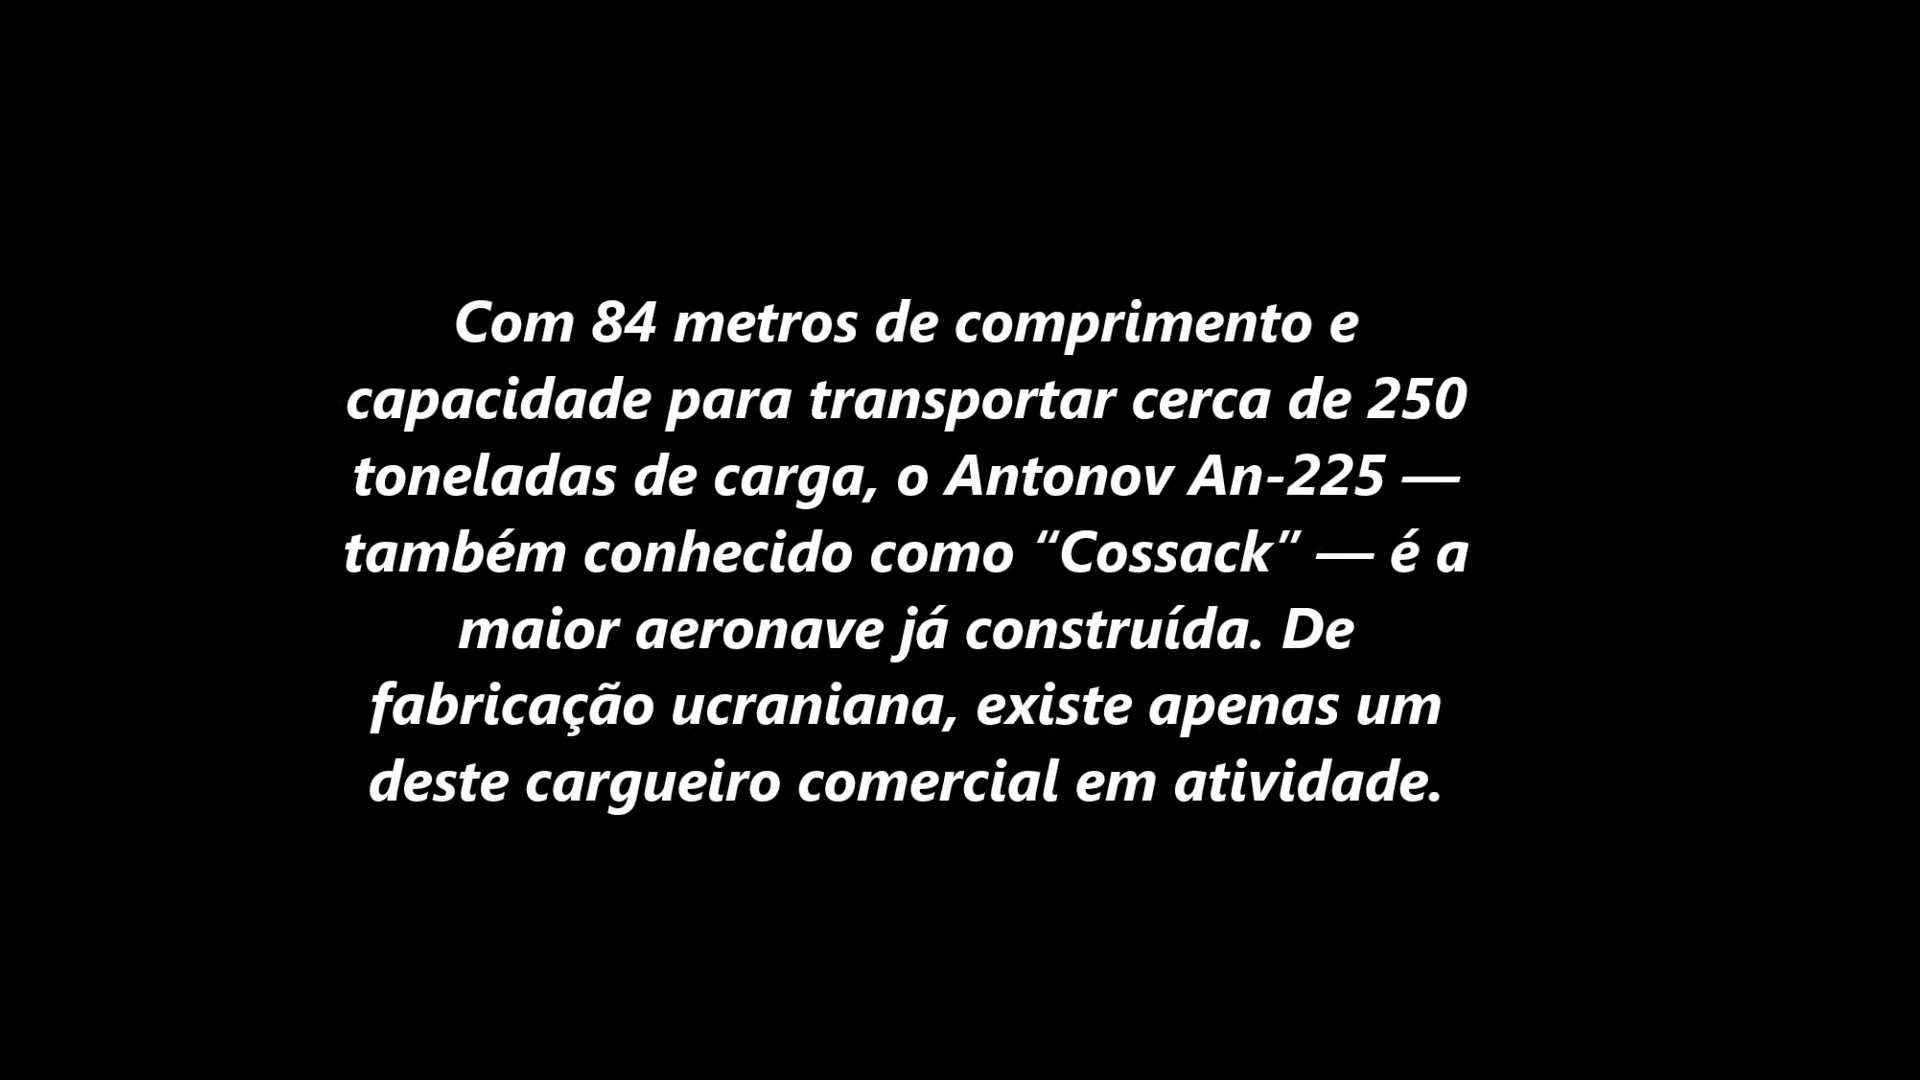 Com 84 metros de comprimento e
capacidade para transportar cerca de 250
toneladas de carga, o Antonov An-225 —
também conhecido como “Cossack” — é a
maior aeronave já construída. De
fabricação ucraniana, existe apenas um
deste cargueiro comercial em atividade.